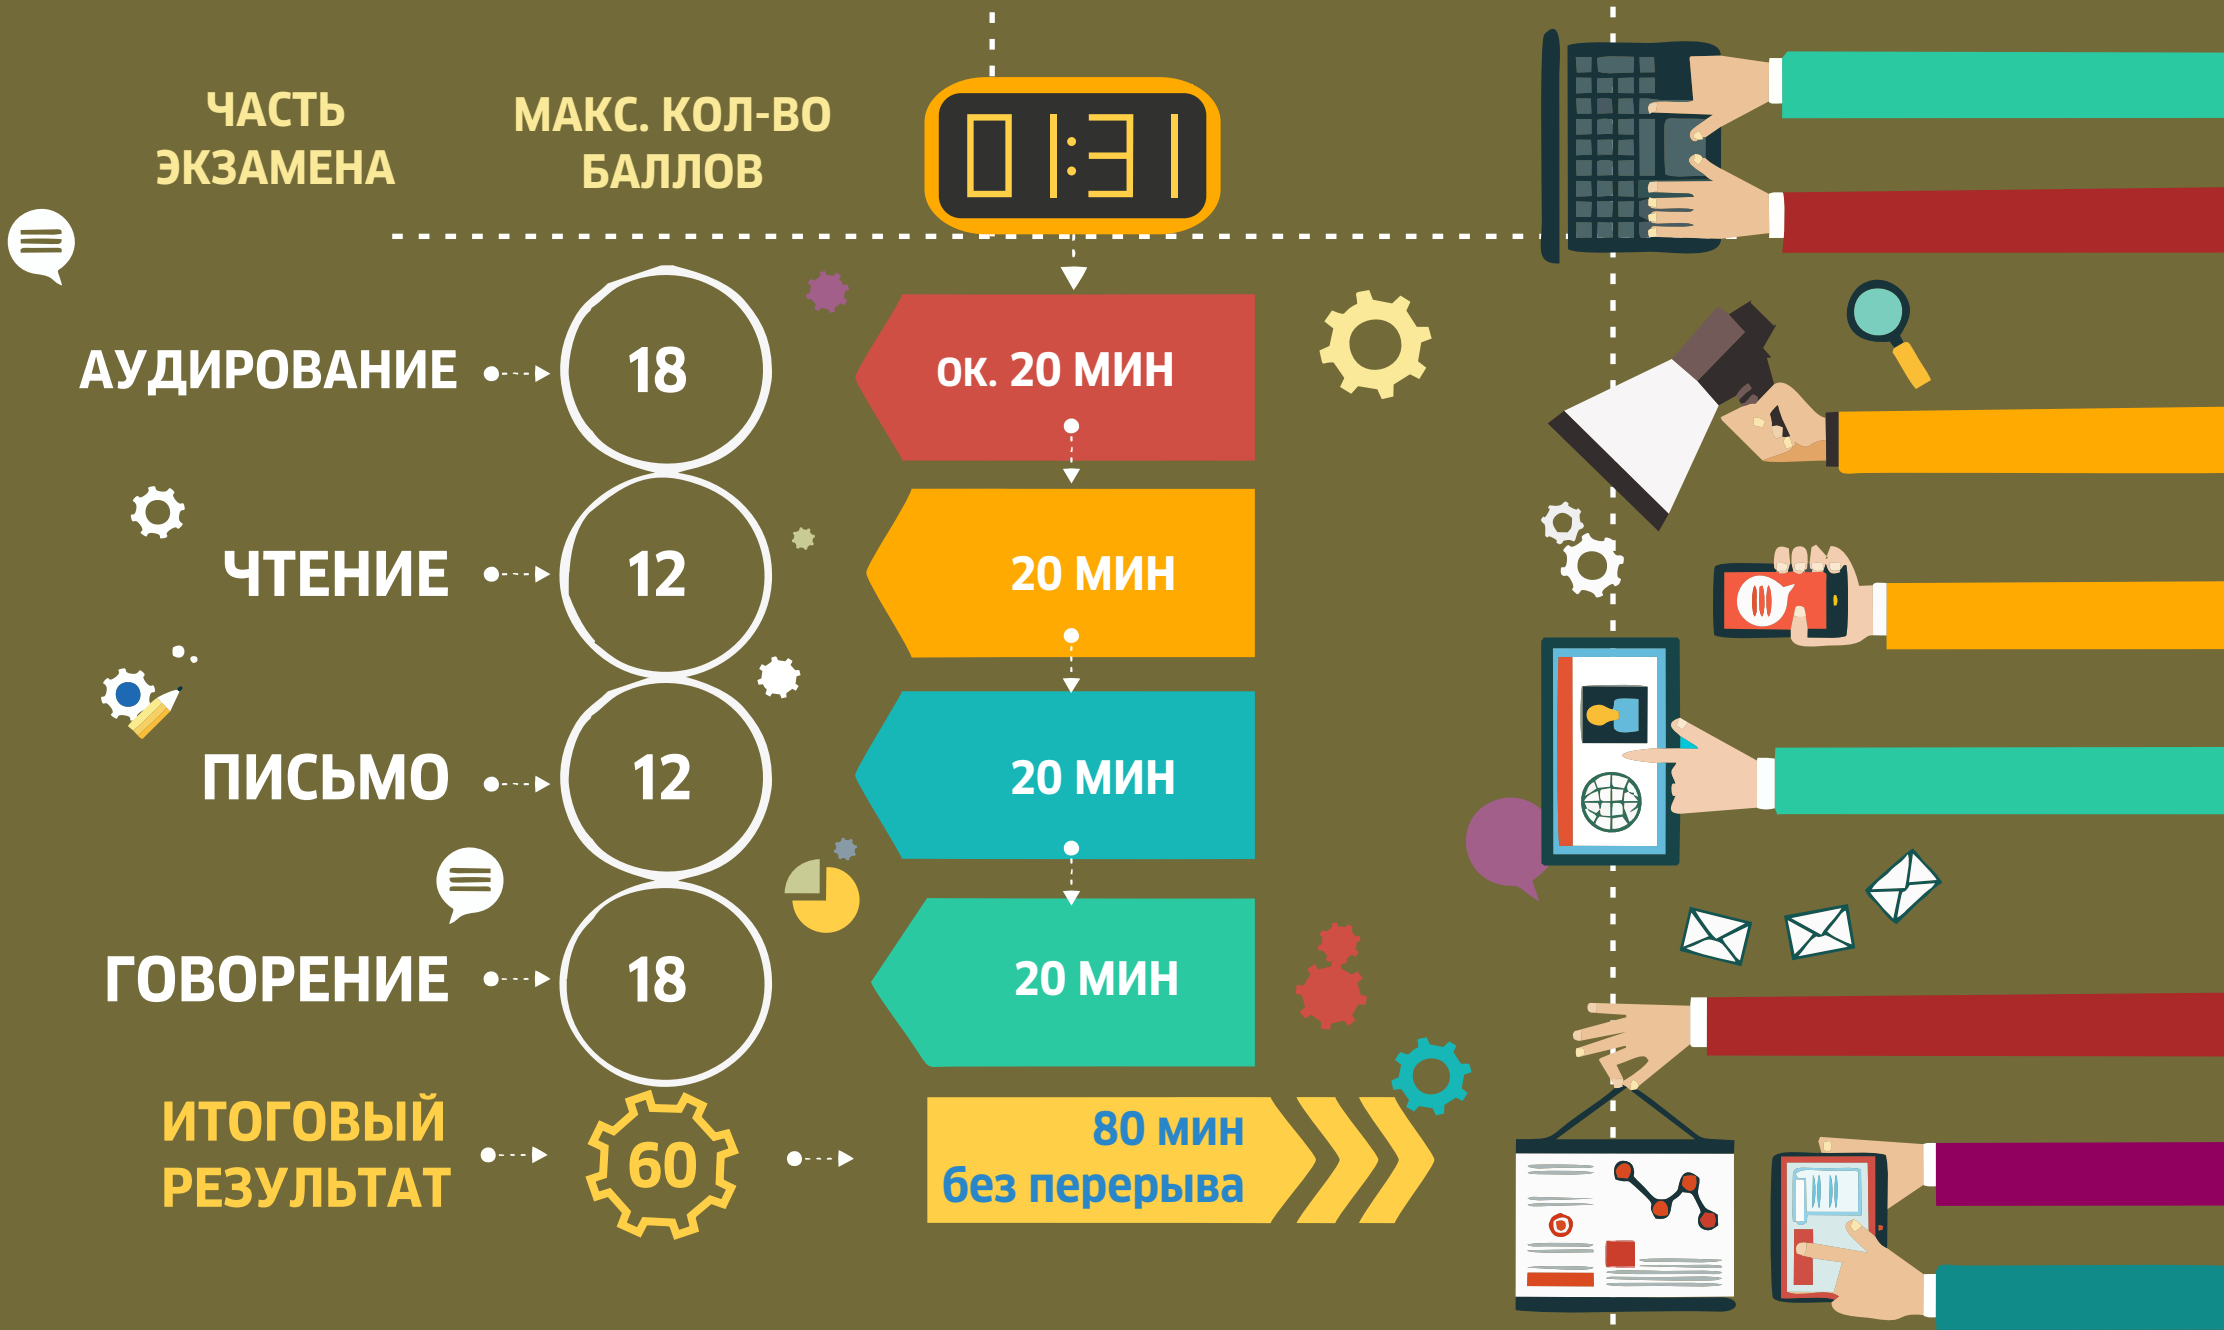 ЧАСТЬ
ЭКЗАМЕНА
МАКС. КОЛ-ВО
БАЛЛОВ
01:31
АУДИРОВАНИЕ
18
ОК. 20 МИН
ЧТЕНИЕ
12
20 МИН
ПИСЬМО
12
20 МИН
ГОВОРЕНИЕ
18
20 МИН
ИТОГОВЫЙ
РЕЗУЛЬТАТ
60
80 мин
без перерыва